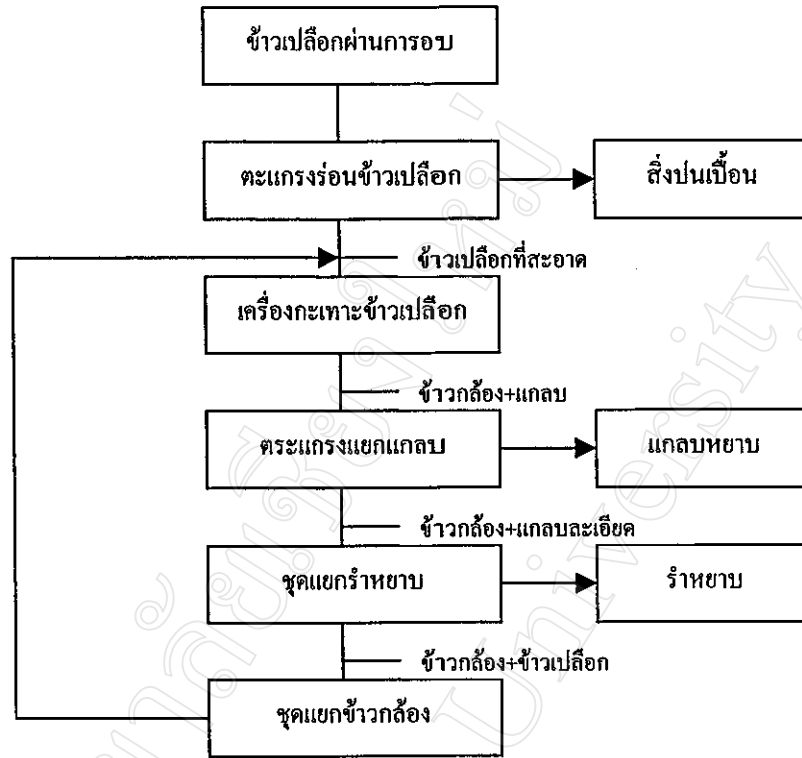 ข้าวเปลือกผ่านการอบ
ตะแกรงร่อนข้าวเปลือก
สิ่งปนเปื้อน
ข้าวเปลือกที่สะอาด
เครื่องกะเทาะข้าวเปลือก
ข้าวกล้อง+แกลบ
ตระแกรงแยกแกลบ
แกลบหยาบ
ข้าวกล้อง+แกลบละเอียด
ชุดแยกรำหยาบ
รำหยาบ
ข้าวกล้อง+ข้าวเปลือก
ชุดแยกข้าวกล้อง
University